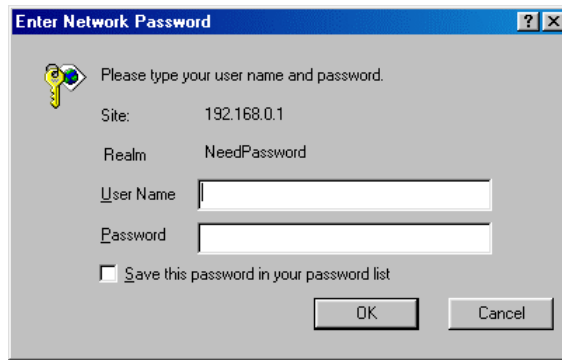 Enter Network Password
Please type your user name and password.
Site: 192.168.0.1
Realm NeedPassword
User Name
Password
Save this password in your password list
OK Cancel